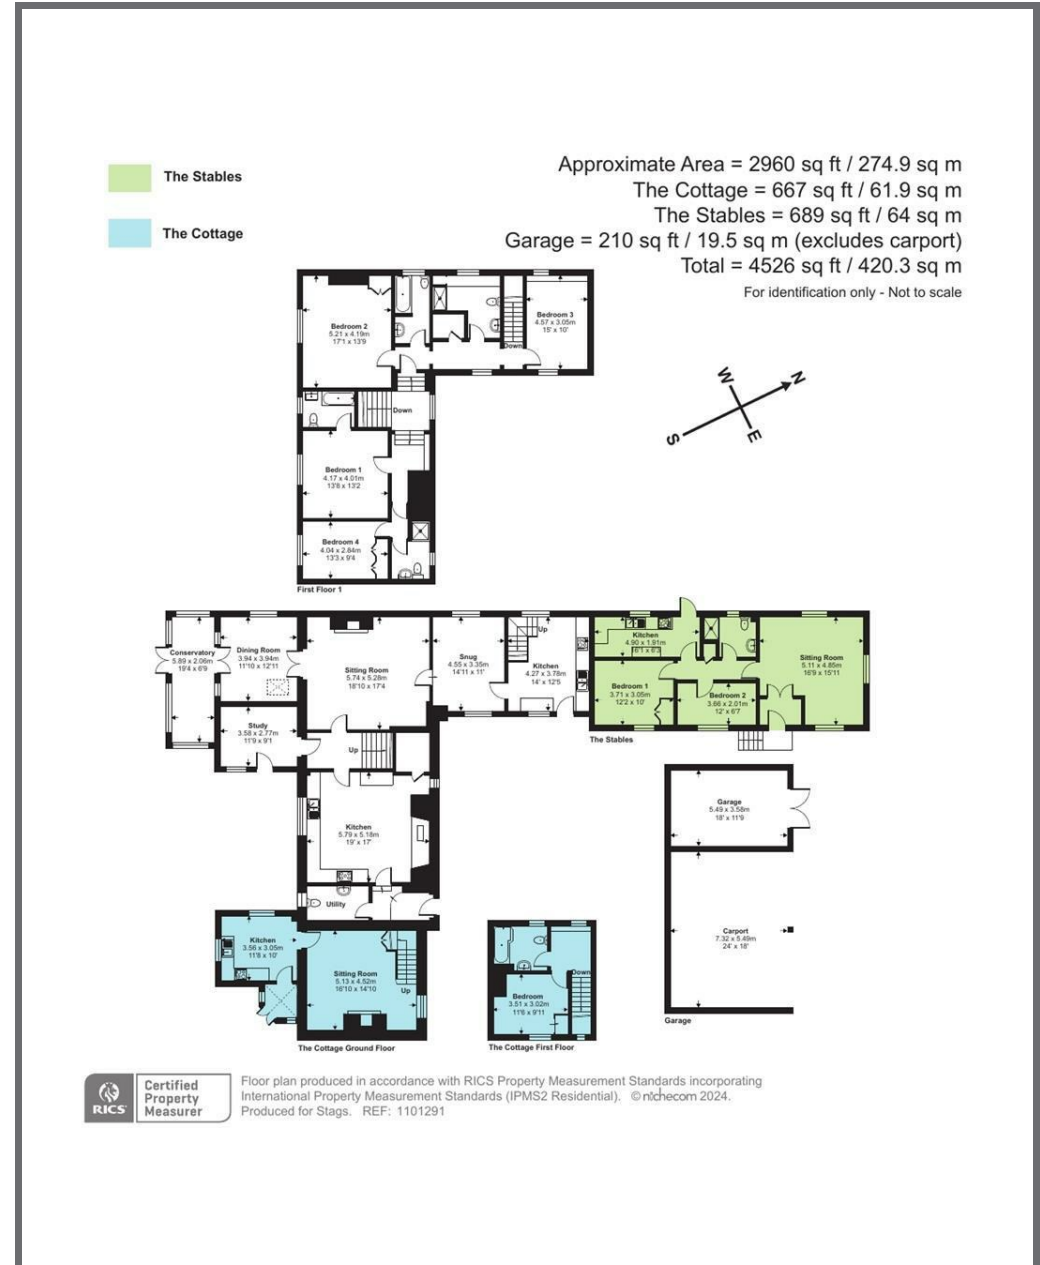 The Stables
The Cottage
Approximate Area = 2960 sq ft / 274.9 sq m
The Cottage = 667 sq ft / 61.9 sq m
The Stables = 689 sq ft / 64 sq m
Garage = 210 sq ft / 19.5 sq m (excludes carport)
Total = 4526 sq ft / 420.3 sq m
For identification only - Not to scale
Bedroom 2
5.21 x 4.19m
17'1 x 13'9
Bedroom 3
4.57 x 3.05m
15' x 10'
Down
Down
Bedroom 1
4.17 x 4.01m
13'8 x 13'2
Bedroom 4
4.04 x 2.84m
13'3 x 9'4
First Floor 1
W
N
S
E
Conservatory
5.89 x 2.06m
19'4 x 6'9
Dining Room
3.94 x 3.94m
11'10 x 12'11
Sitting Room
5.74 x 5.28m
18'10 x 17'4
Snug
4.55 x 3.35m
14'11 x 11'
Up
Kitchen
4.27 x 3.78m
14' x 12'5
Kitchen
4.90 x 1.91m
16'1 x 6'3
Sitting Room
5.11 x 4.85m
16'9 x 15'11
Bedroom 1
3.71 x 3.05m
12'2 x 10'
Bedroom 2
3.66 x 2.01m
12' x 6'7
The Stables
Study
3.58 x 2.77m
11'9 x 9'1
Up
Kitchen
5.79 x 5.18m
19' x 17'
Utility
Garage
5.49 x 3.58m
18' x 11'9
Carport
7.32 x 5.49m
24' x 18'
Garage
Kitchen
3.56 x 3.05m
11'8 x 10'
Sitting Room
5.13 x 4.52m
16'10 x 14'10
Up
The Cottage Ground Floor
Down
Bedroom
3.51 x 3.02m
11'6 x 9'11
The Cottage First Floor
RICS
Certified
Property
Measurer
Floor plan produced in accordance with RICS Property Measurement Standards incorporating
International Property Measurement Standards (IPMS2 Residential). © nichecom 2024.
Produced for Stags. REF: 1101291